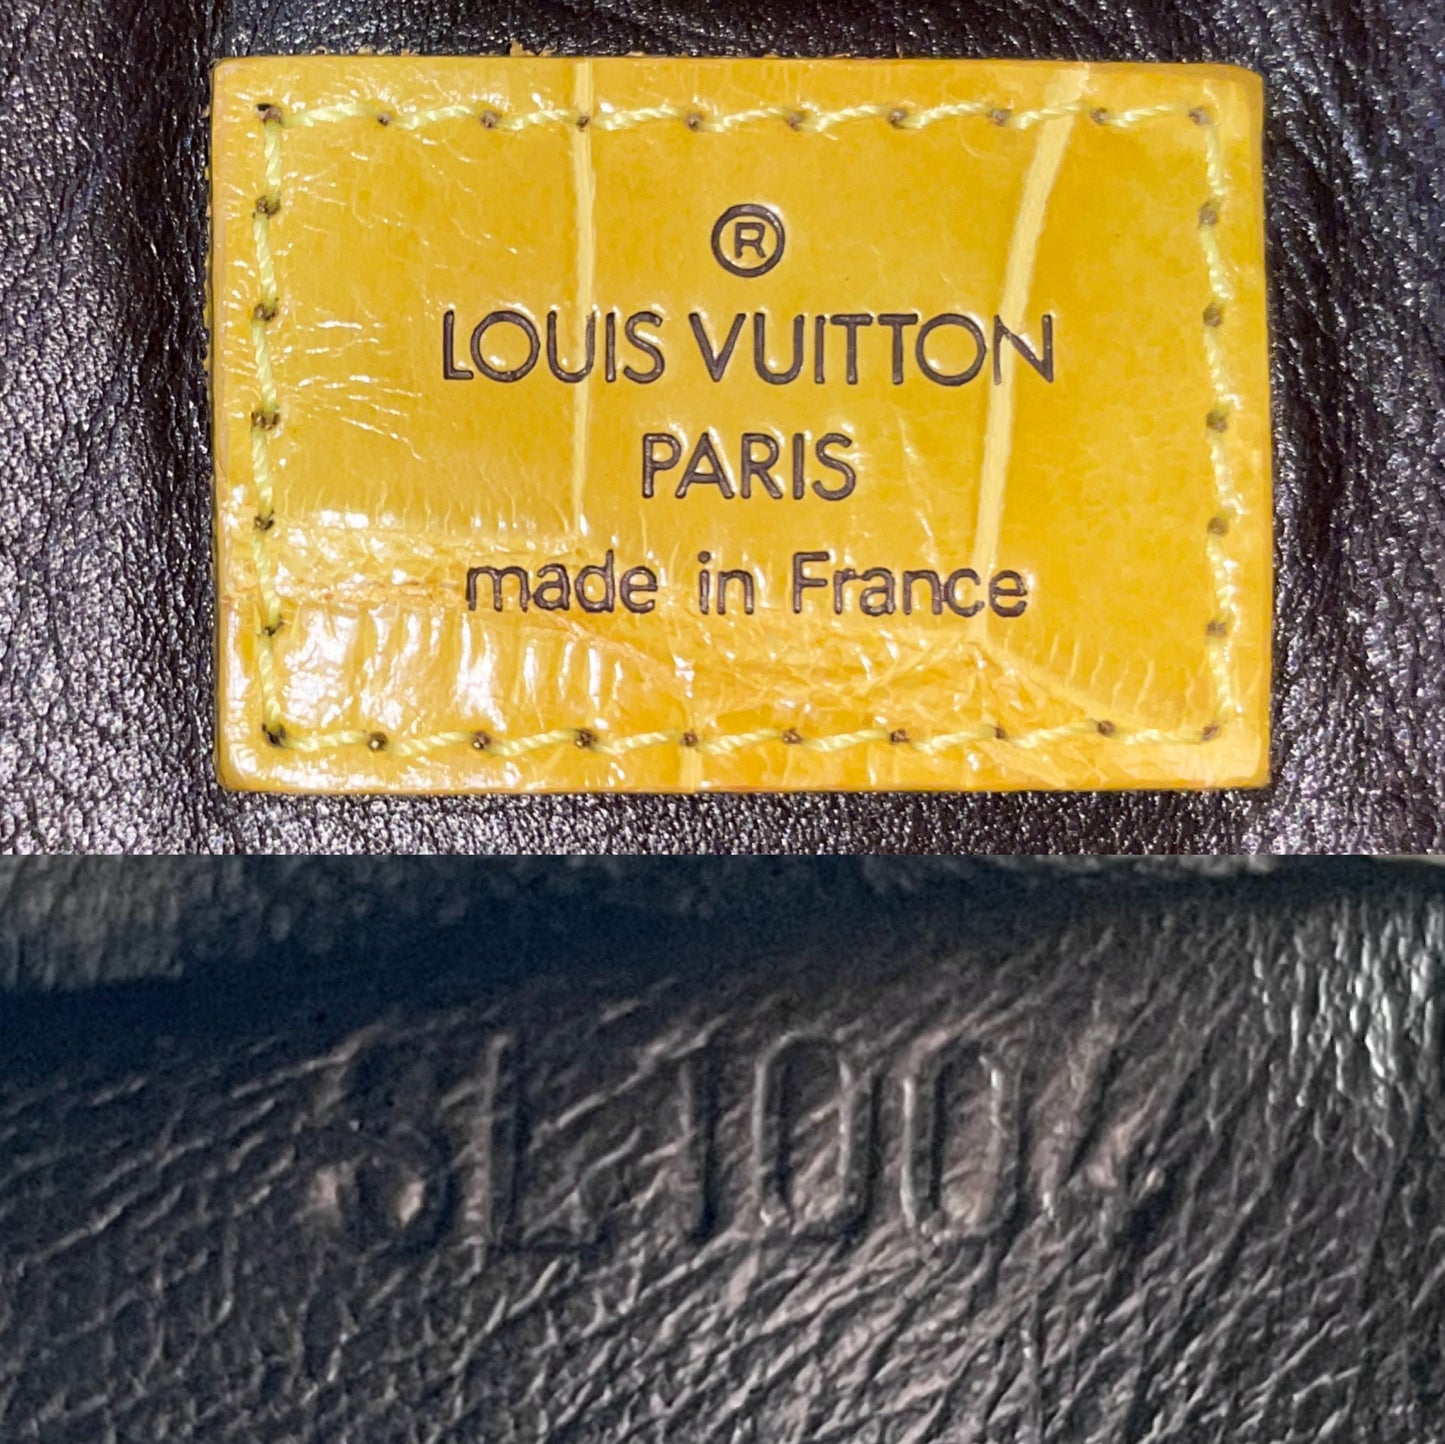 ®
LOUIS VUITTON
PARIS
made in France
SL1004